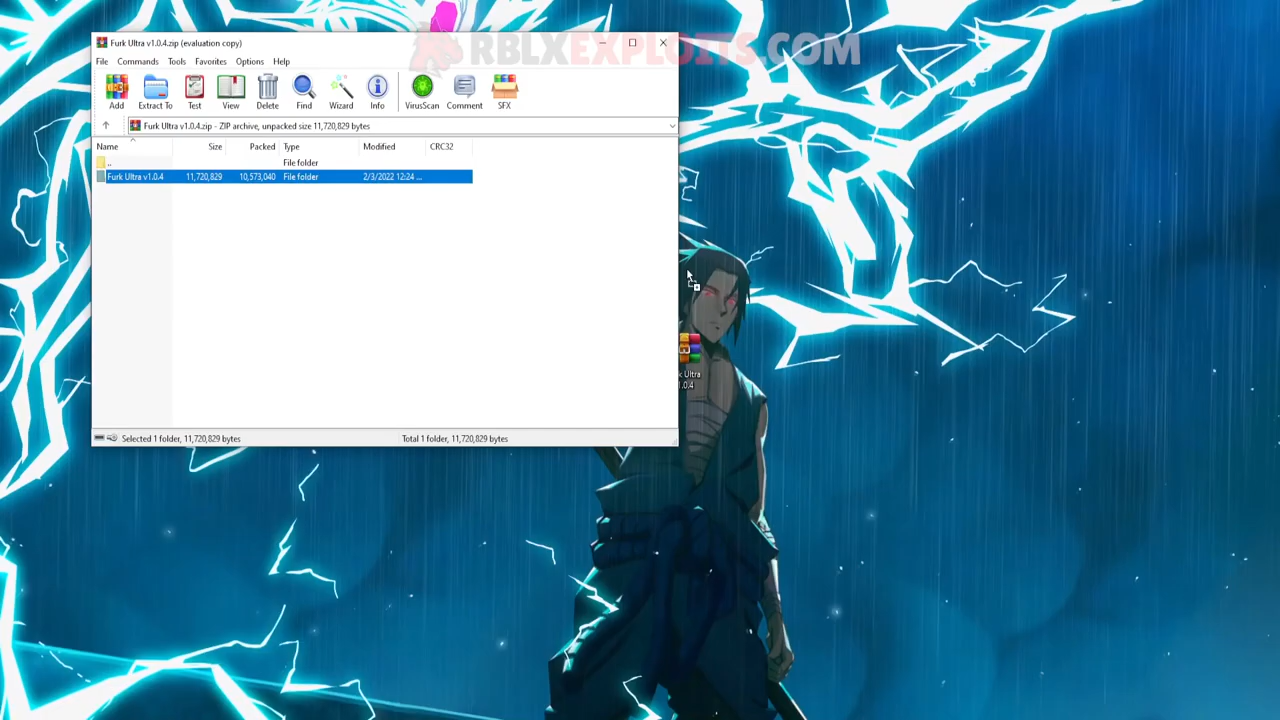 Furk Ultra v1.0.4.zip (evaluation copy)
RBLXEXPLOITS.COM
File Commands Tools Favorites Options Help
Add Extract To Test View Delete Find Wizard Info VirusScan Comment SFX
Furk Ultra v1.0.4.zip - ZIP archive, unpacked size 11,720,829 bytes
Name Size Packed Type Modified CRC32
.. File folder
Furk Ultra v1.0.4 11,720,829 10,573,040 File folder 2/3/2022 12:24 ...
k Ultra
1.0.4
Selected 1 folder, 11,720,829 bytes Total 1 folder, 11,720,829 bytes